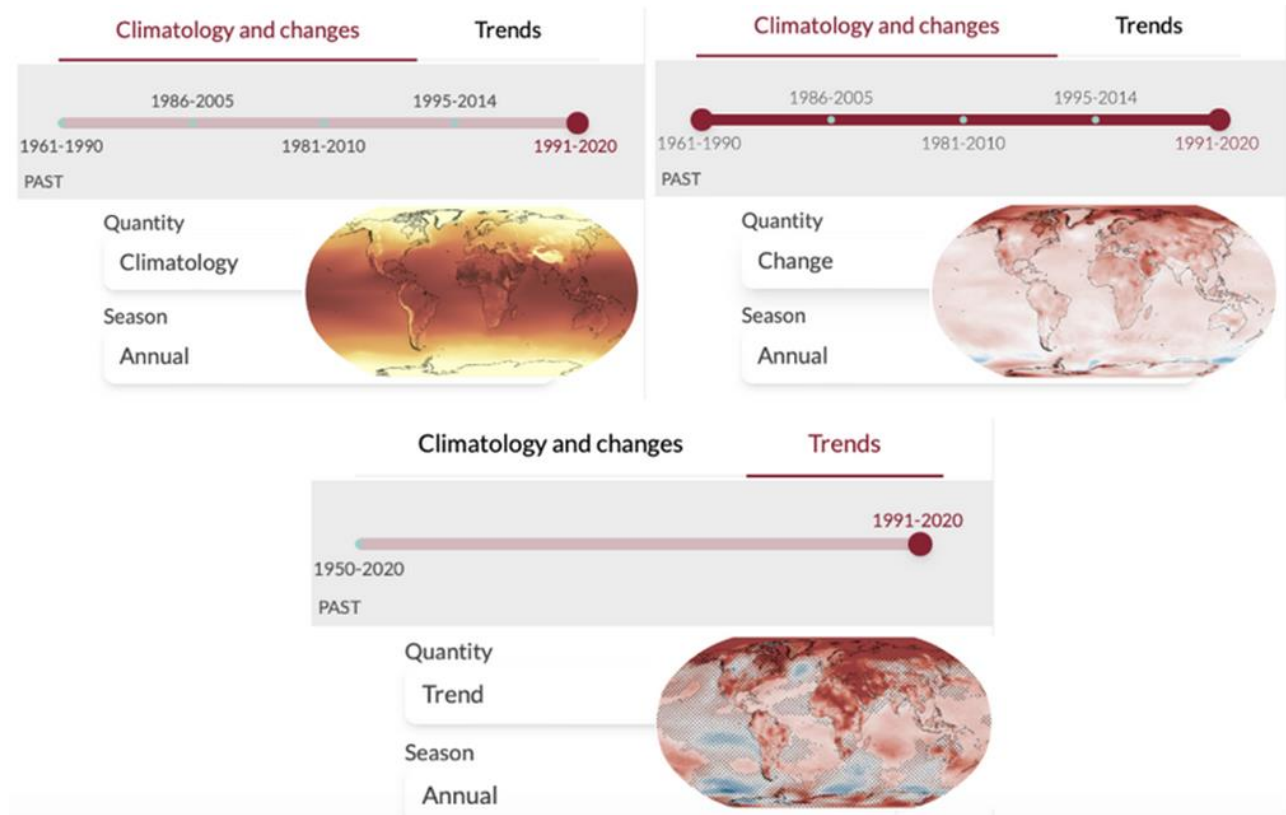 Climatology and changes Trends
1986-2005 1995-2014
1961-1990 1981-2010 1991-2020
PAST
Quantity
Climatology
Season
Annual
Climatology and changes Trends
1986-2005 1995-2014
1961-1990 1981-2010 1991-2020
PAST
Quantity
Change
Season
Annual
Climatology and changes Trends
1991-2020
1950-2020
PAST
Quantity
Trend
Season
Annual